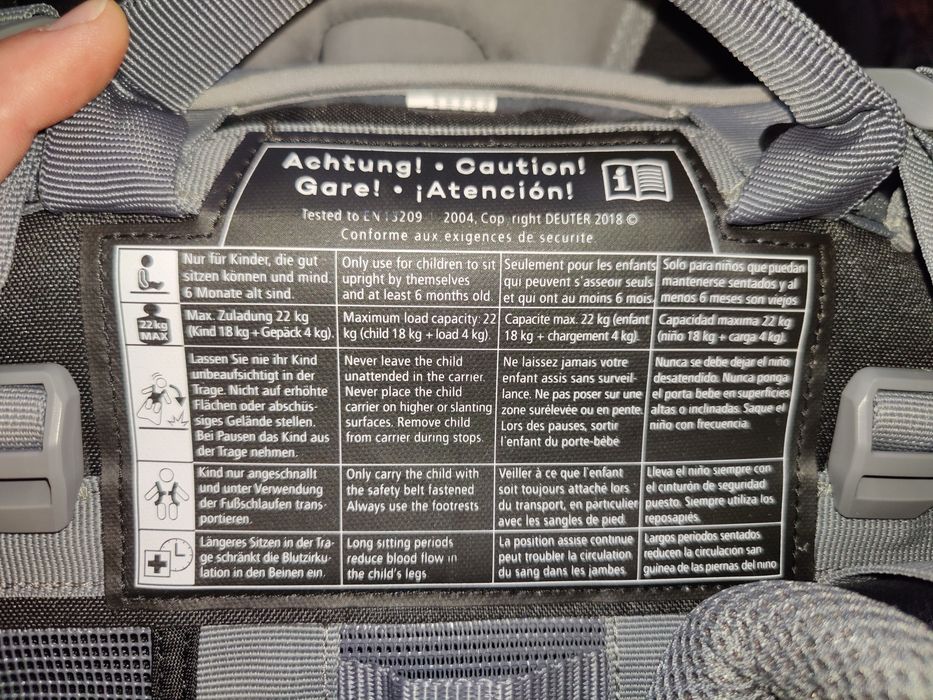 Achtung! • Caution!
Gare! • ¡Atención!
Tested to EN 13209 2004, Copyright DEUTER 2018 ©
Conforme aux exigences de securite
Nur für Kinder, die gut
sitzen können und mind.
6 Monate alt sind.
Only use for children to sit
upright by themselves
and at least 6 months old.
Seulement pour les enfants
qui peuvent s'asseoir seuls
et qui ont au moins 6 mois
Solo para niños que puedan
mantenerse sentados y al
menos 6 meses son viejos
22kg
MAX
Max. Zuladung 22 kg
(Kind 18 kg + Gepäck 4 kg).
Maximum load capacity: 22
kg (child 18 kg + load 4 kg).
Capacite max. 22 kg (enfant
18 kg + chargement 4 kg).
Capacidad maxima 22 kg
(niño 18 kg + carga 4 kg).
Lassen Sie nie ihr Kind
unbeaufsichtigt in der
Trage. Nicht auf erhöhte
Flächen oder abschüs-
siges Gelände stellen.
Bei Pausen das Kind aus
der Trage nehmen.
Never leave the child
unattended in the carrier.
Never place the child
carrier on higher or slanting
surfaces. Remove child
from carrier during stops.
Ne laissez jamais votre
enfant assis sans surveil-
lance. Ne pas poser sur une
zone surélevée ou en pente.
Lors des pauses, sortir
l'enfant du porte-bébé
Nunca se debe dejar el niño
desatendido. Nunca ponga
el porta bebé en superficies
altas o inclinadas. Saque el
niño con frecuencia.
Kind nur angeschnallt
und unter Verwendung
der Fußschlaufen trans-
portieren.
Only carry the child with
the safety belt fastened
Always use the footrests
Veiller à ce que l'enfant
soit toujours attaché lors
du transport, en particulier
avec les sangles de pied.
Lleva el niño siempre con
el cinturón de seguridad
puesto. Siempre utiliza los
reposapiés.
Längeres Sitzen in der Tra-
ge schränkt die Blutzirku-
lation in den Beinen ein.
Long sitting periods
reduce blood flow in
the child's legs
La position assise continue
peut troubler la circulation
du sang dans les jambes.
Largos periodos sentados
reducen la circulacion san
guinea de las piernas del nino